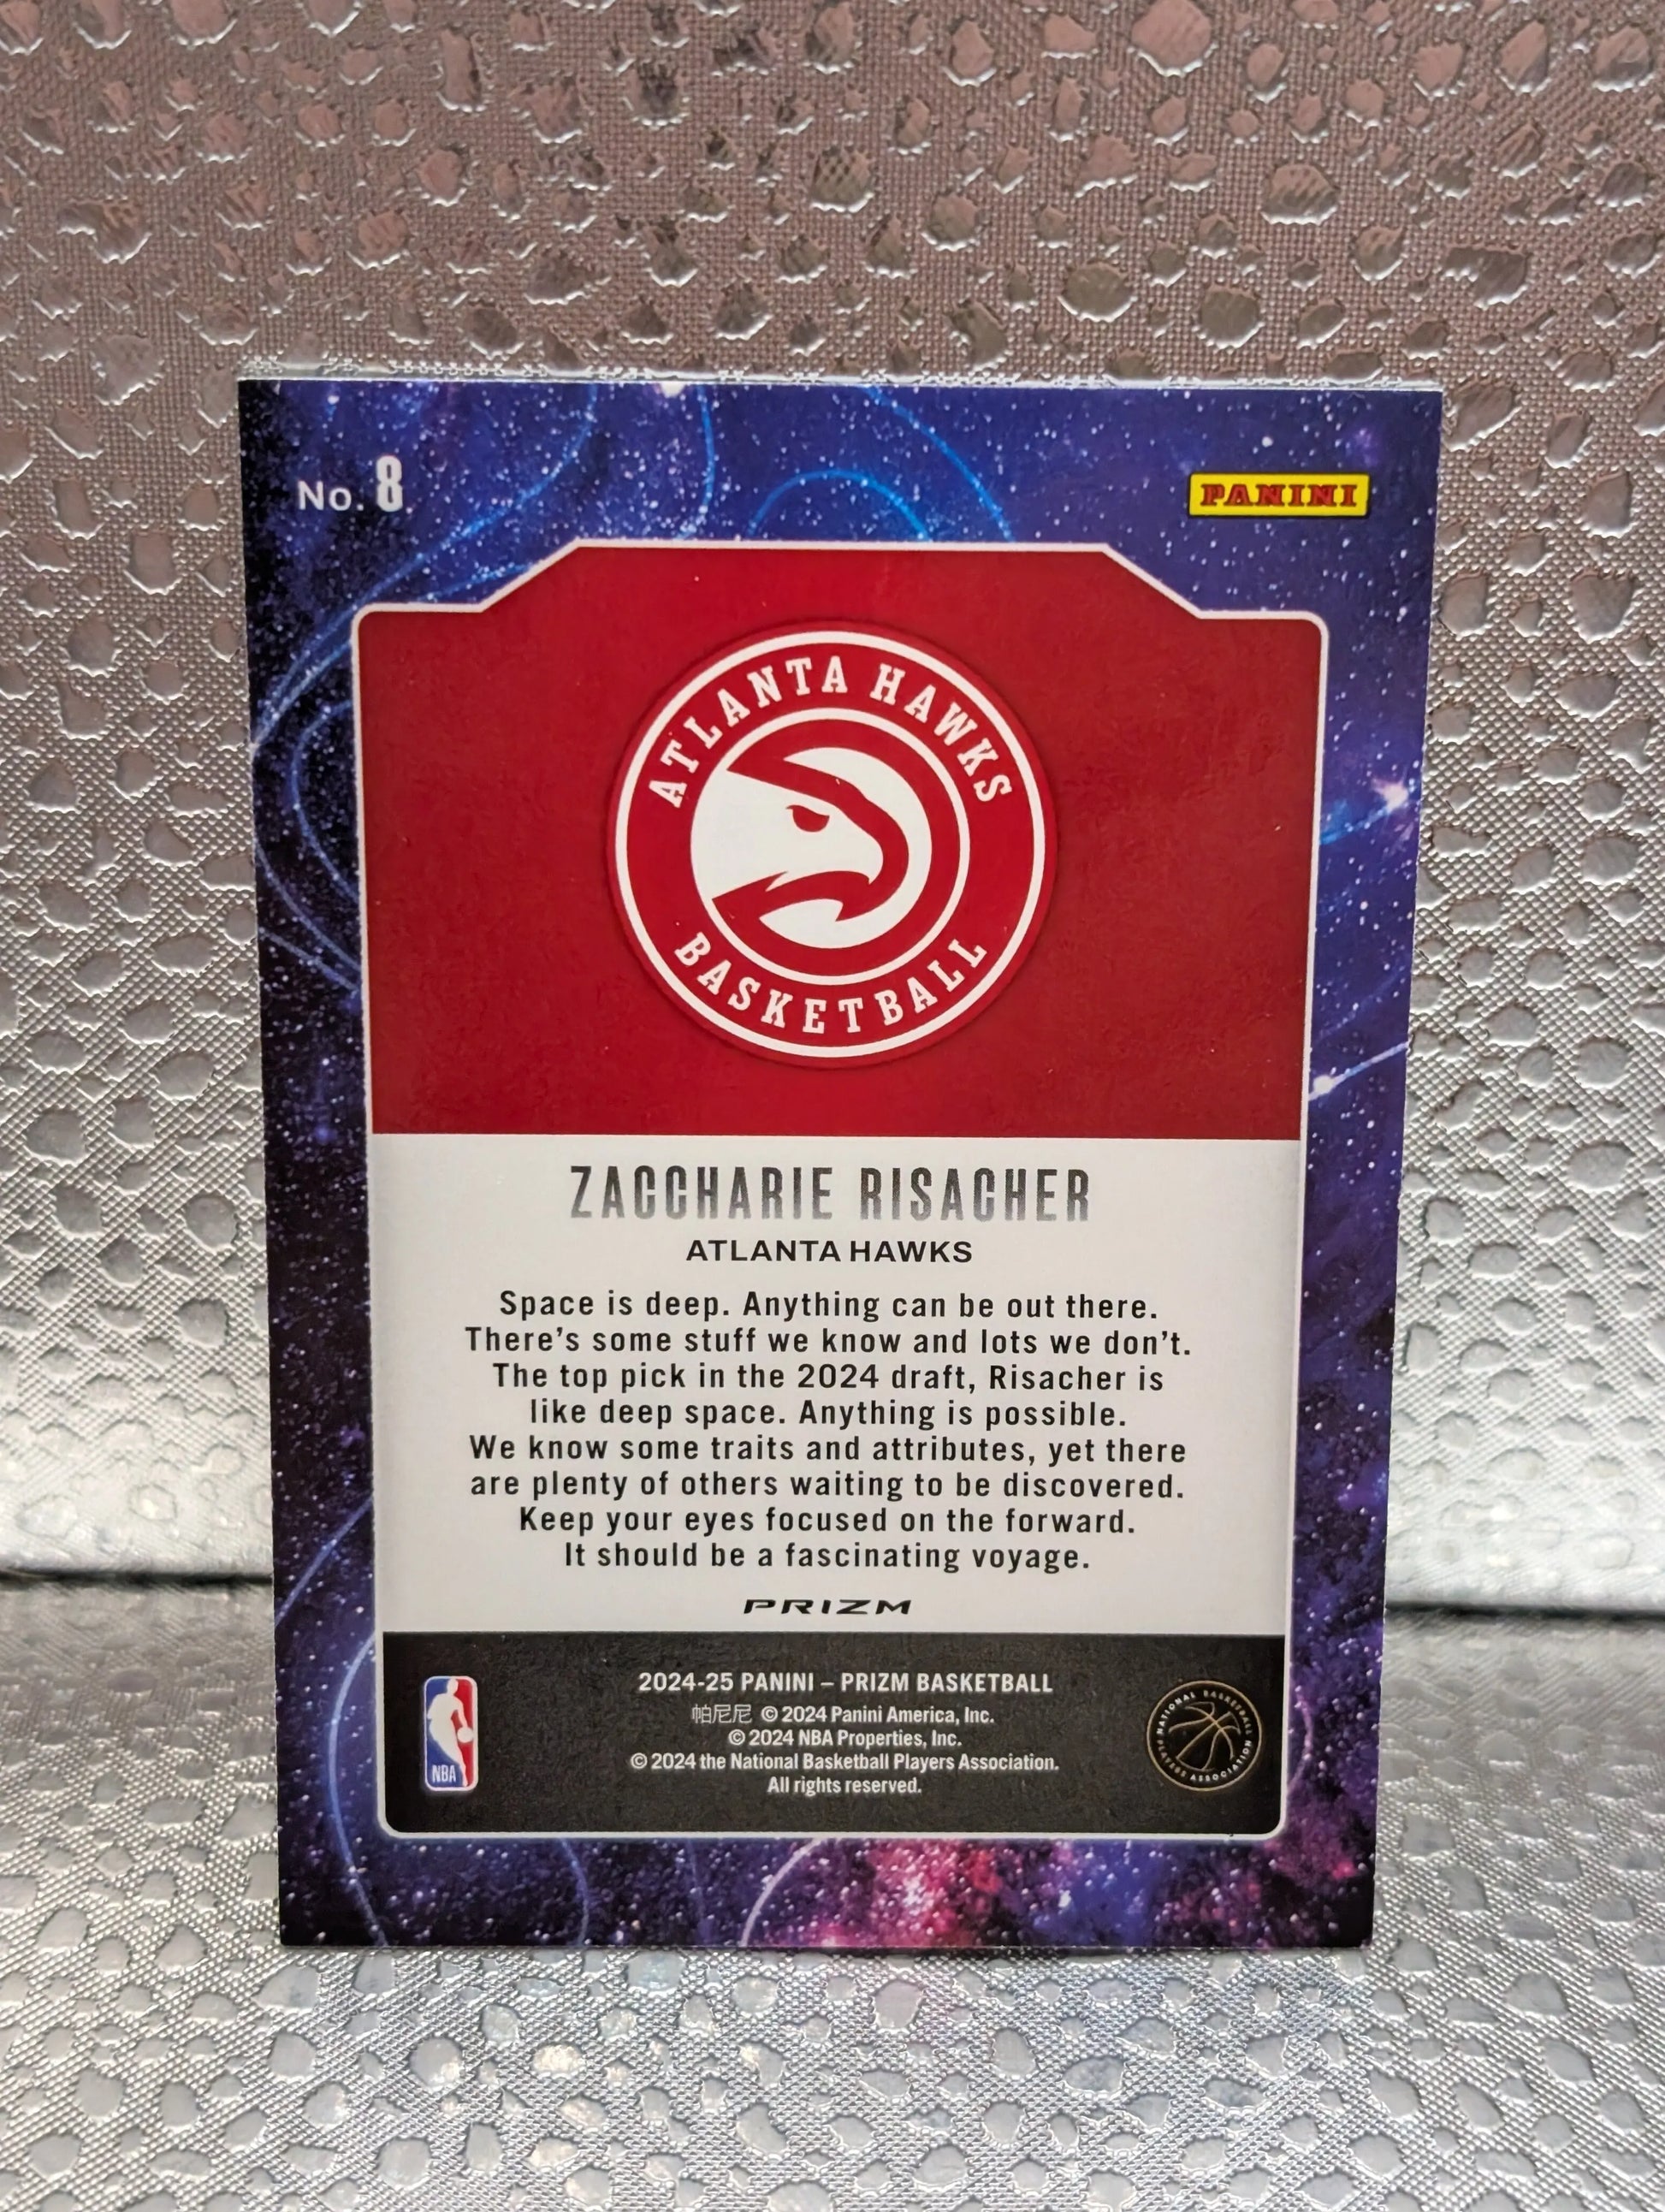 No. 8
PANINI
ATLANTA HAWKS
BASKETBALL
ZACCHARIE RISACHER
ATLANTA HAWKS
Space is deep. Anything can be out there.
There's some stuff we know and lots we don't.
The top pick in the 2024 draft, Risacher is
like deep space. Anything is possible.
We know some traits and attributes, yet there
are plenty of others waiting to be discovered.
Keep your eyes focused on the forward.
It should be a fascinating voyage.
PRIZM
2024-25 PANINI – PRIZM BASKETBALL
帕尼尼 © 2024 Panini America, Inc.
© 2024 NBA Properties, Inc.
© 2024 the National Basketball Players Association.
All rights reserved.
NBA
NATIONAL BASKETBALL
PLAYERS ASSOCIATION